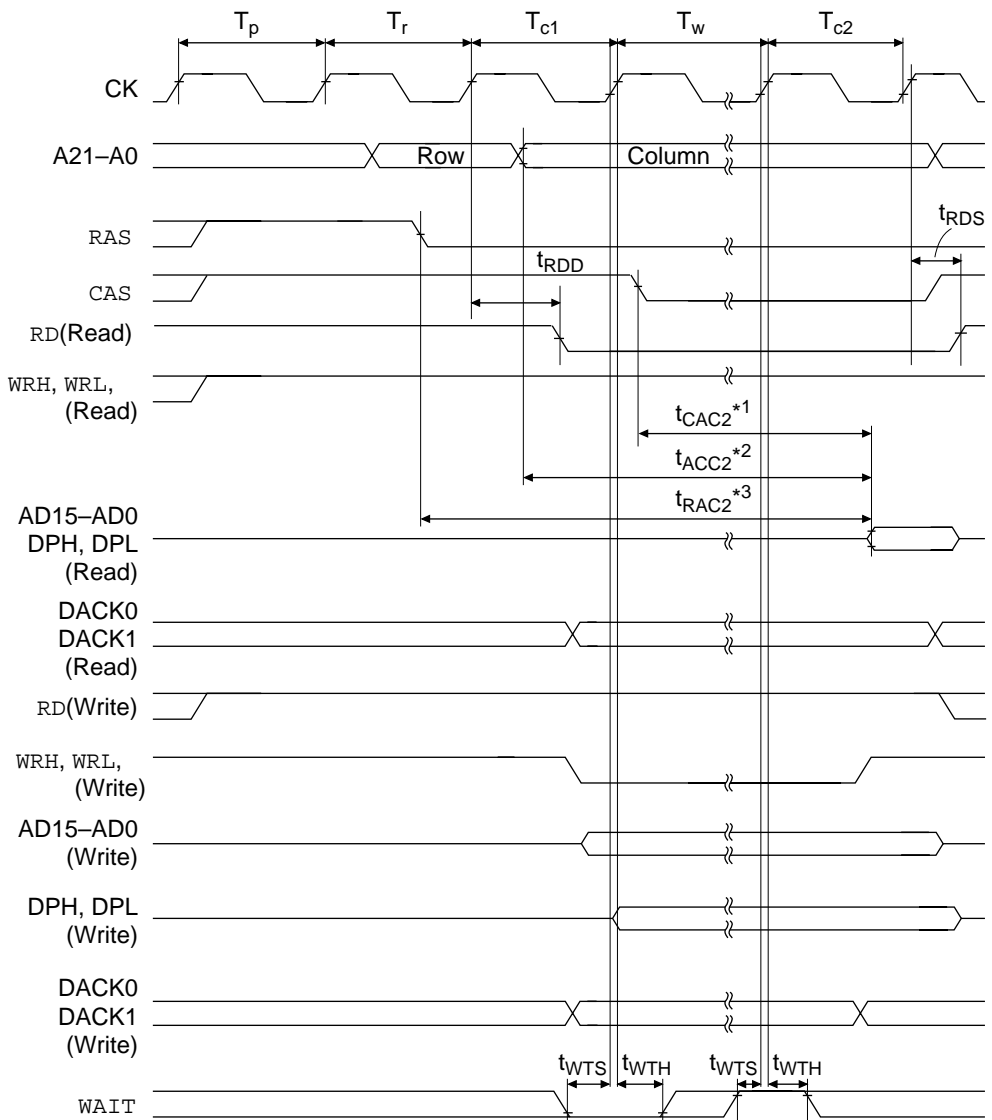 Tp Tr Tc1 Tw Tc2
CK
A21–A0 Row Column
RAS
tRDS
tRDD
CAS
RD(Read)
WRH, WRL,
(Read)
tCAC2*1
tACC2*2
tRAC2*3
AD15–AD0
DPH, DPL
(Read)
DACK0
DACK1
(Read)
RD(Write)
WRH, WRL,
(Write)
AD15–AD0
(Write)
DPH, DPL
(Write)
DACK0
DACK1
(Write)
tWTS tWTH tWTS tWTH
WAIT